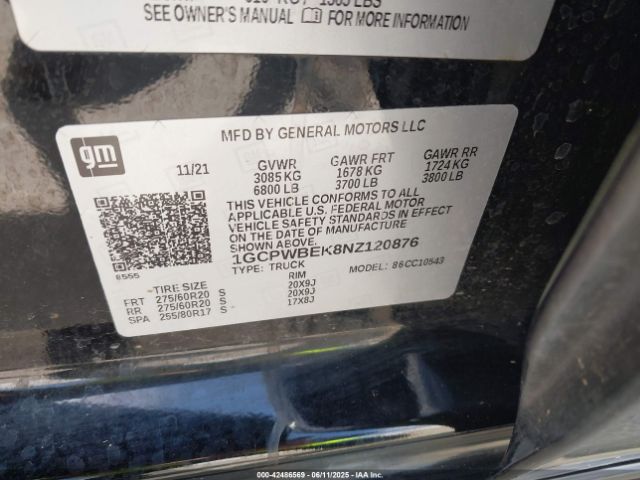 SEE OWNER'S MANUAL FOR MORE INFORMATION
gm
MFD BY GENERAL MOTORS LLC
11/21
GVWR GAWR FRT GAWR RR
3085 KG 1678 KG 1724 KG
6800 LB 3700 LB 3800 LB
THIS VEHICLE CONFORMS TO ALL
APPLICABLE U.S. FEDERAL MOTOR
VEHICLE SAFETY STANDARDS IN EFFECT
ON THE DATE OF MANUFACTURE
SHOWN ABOVE.
1GCPWBEK8NZ120876
TYPE: TRUCK MODEL: 86CC10543
6555
TIRE SIZE RIM
FRT 275/60R20 S 20X9J
RR 275/60R20 S 20X9J
SPA 255/80R17 S 17X8J
00-42486569 - 06/11/2025 - IAA Inc.